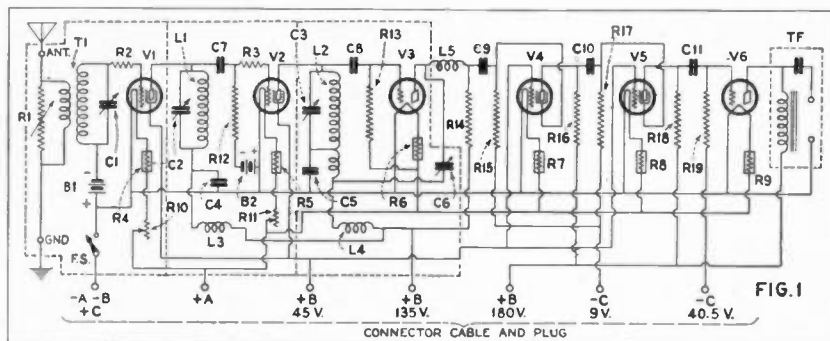 ANT.
T1
R2
V1
L1
C7
R3
V2
C3
L2
C8
R13
V3
L5
C9
V4
C10
R17
V5
C11
V6
TF
R1
C1
C2
R12
R14
R15
R16
R18
R19
B1
R4
R10
C4
B2
R11
R5
C5
R6
C6
R7
R8
R9
L3
L4
GND
F.S.
-A -B
+C
+A
+B
45 V.
+B
135 V.
+B
180 V.
-C
9 V.
-C
40.5 V.
FIG.1
CONNECTOR CABLE AND PLUG